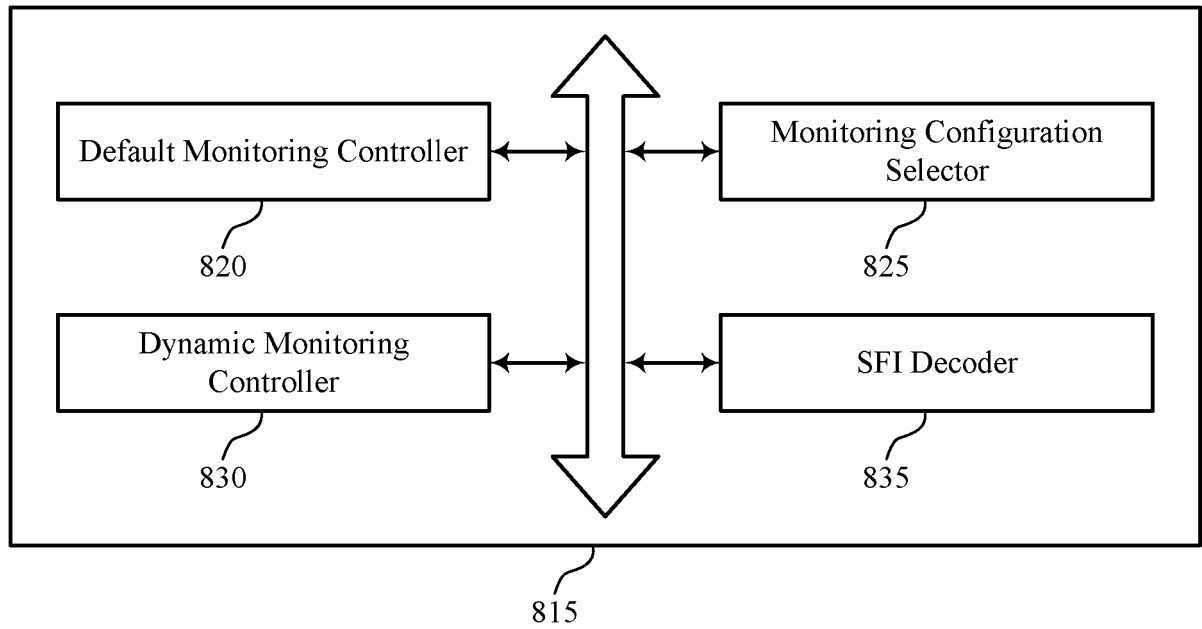 Default Monitoring Controller
820
Monitoring Configuration
Selector
825
Dynamic Monitoring
Controller
830
SFI Decoder
835
815